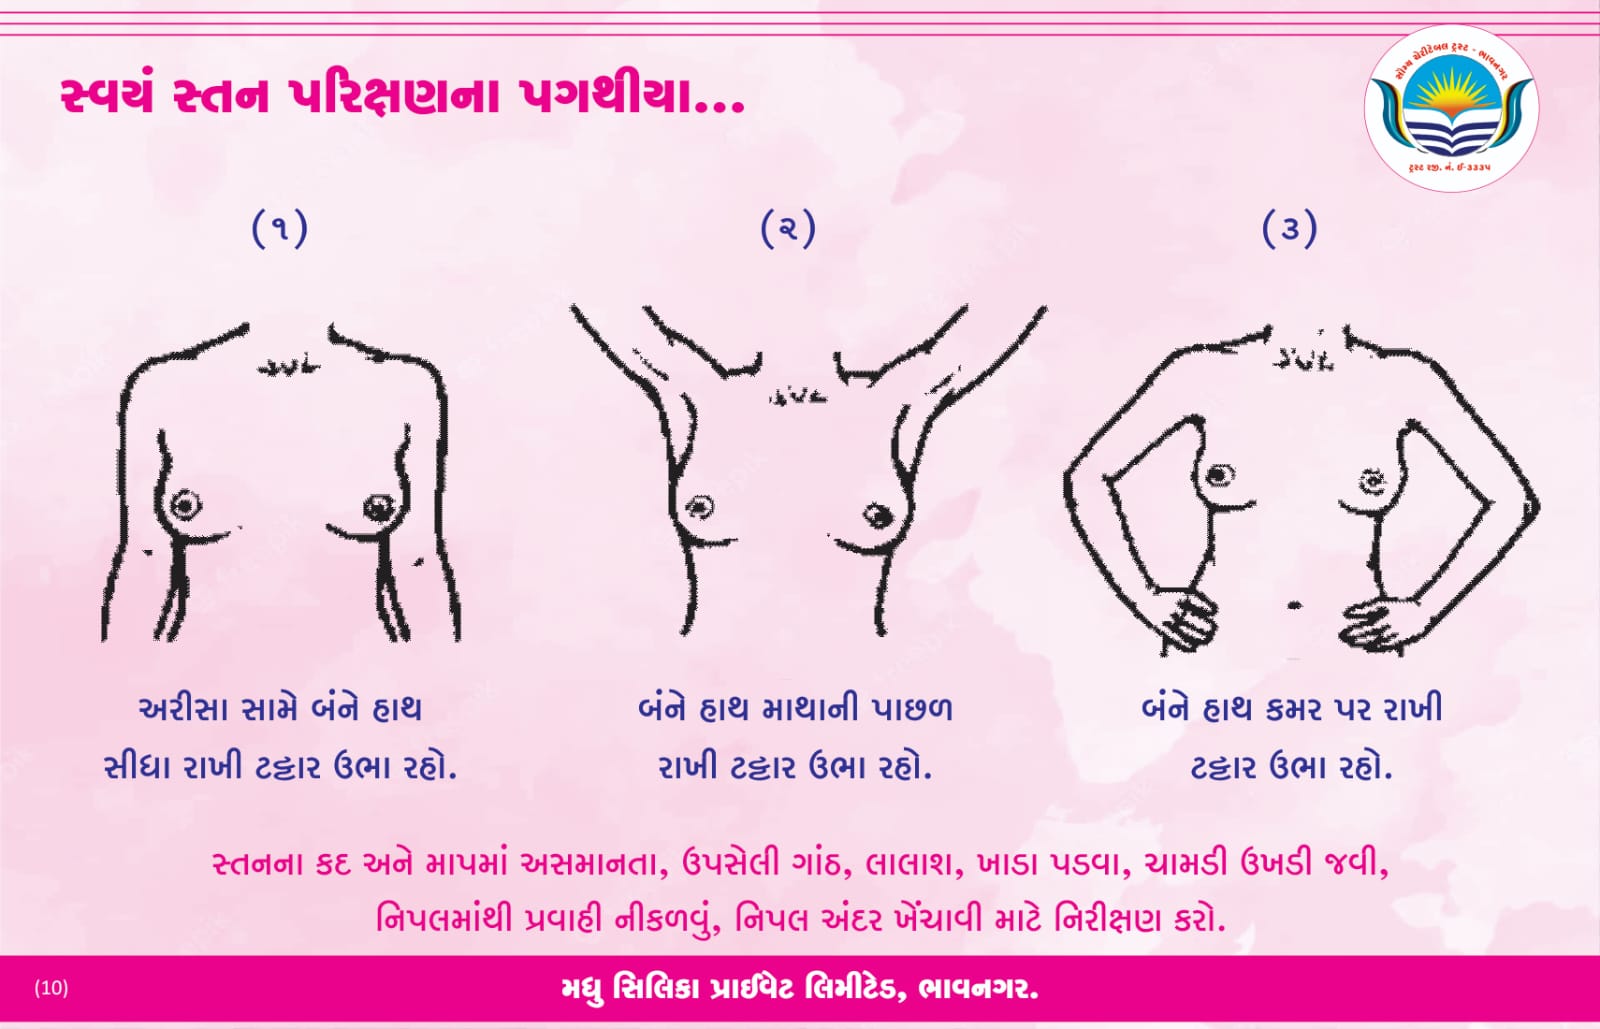 સ્વયં સ્તન પરિક્ષણના પગથીયા...
સૌમ્ય ચેરીટેબલ ટ્રસ્ટ - ભાવનગર
ટ્રસ્ટ રજી. નં. ઈ-૩૩૩૫
(૧)
(૨)
(૩)
અરીસા સામે બંને હાથ
સીધા રાખી ટટ્ટાર ઉભા રહો.
બંને હાથ માથાની પાછળ
રાખી ટટ્ટાર ઉભા રહો.
બંને હાથ કમર પર રાખી
ટટ્ટાર ઉભા રહો.
સ્તનના કદ અને માપમાં અસમાનતા, ઉપસેલી ગાંઠ, લાલાશ, ખાડા પડવા, ચામડી ઉખડી જવી,
નિપલમાંથી પ્રવાહી નીકળવું, નિપલ અંદર ખેંચાવી માટે નિરીક્ષણ કરો.
(10)
મધુ સિલિકા પ્રાઈવેટ લિમીટેડ, ભાવનગર.